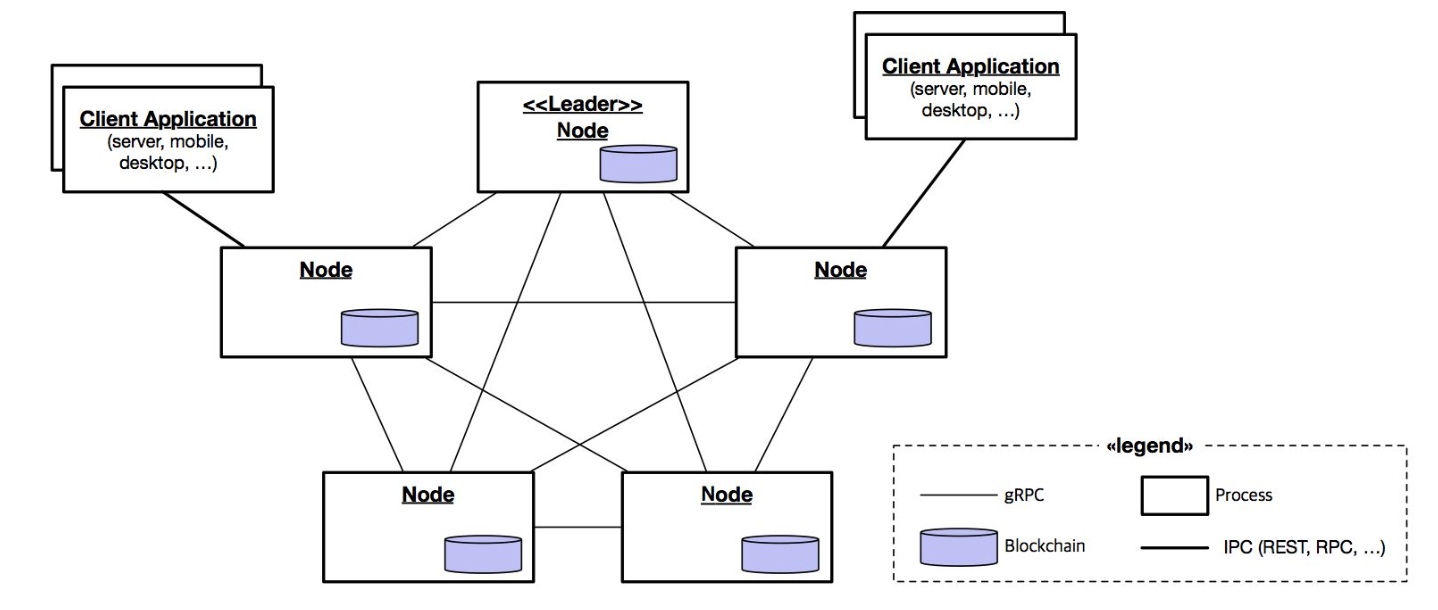 Client Application
(server, mobile,
desktop, …)
<<Leader>>
Node
Client Application
(server, mobile,
desktop, …)
Node
Node
Node
Node
«legend»
gRPC
Process
Blockchain
IPC (REST, RPC, …)